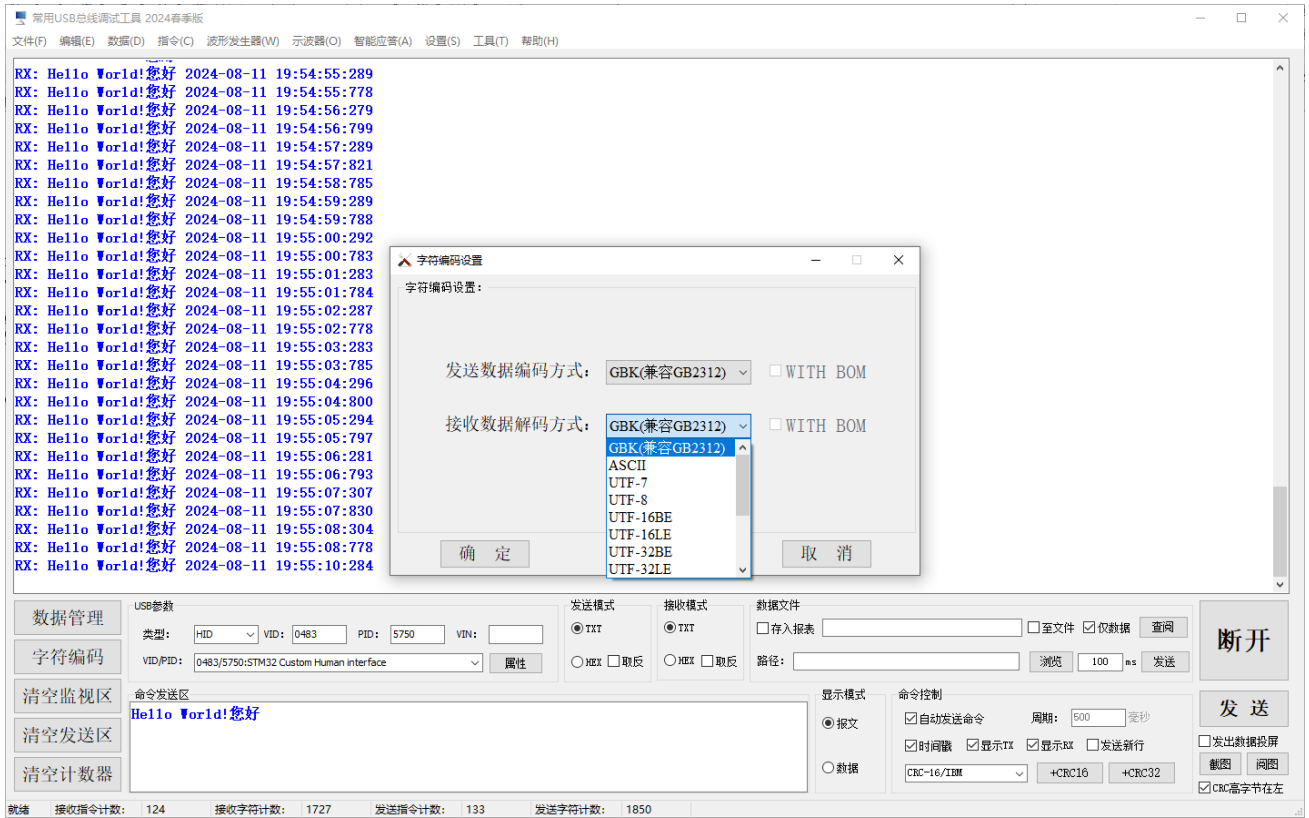 常用USB总线调试工具 2024春季版
文件(F) 编辑(E) 数据(D) 指令(C) 波形发生器(W) 示波器(O) 智能应答(A) 设置(S) 工具(T) 帮助(H)
RX: Hello World!您好 2024-08-11 19:54:55:289
RX: Hello World!您好 2024-08-11 19:54:55:778
RX: Hello World!您好 2024-08-11 19:54:56:279
RX: Hello World!您好 2024-08-11 19:54:56:799
RX: Hello World!您好 2024-08-11 19:54:57:289
RX: Hello World!您好 2024-08-11 19:54:57:821
RX: Hello World!您好 2024-08-11 19:54:58:785
RX: Hello World!您好 2024-08-11 19:54:59:289
RX: Hello World!您好 2024-08-11 19:54:59:788
RX: Hello World!您好 2024-08-11 19:55:00:292
RX: Hello World!您好 2024-08-11 19:55:00:783
RX: Hello World!您好 2024-08-11 19:55:01:283
RX: Hello World!您好 2024-08-11 19:55:01:784
RX: Hello World!您好 2024-08-11 19:55:02:287
RX: Hello World!您好 2024-08-11 19:55:02:778
RX: Hello World!您好 2024-08-11 19:55:03:283
RX: Hello World!您好 2024-08-11 19:55:03:785
RX: Hello World!您好 2024-08-11 19:55:04:296
RX: Hello World!您好 2024-08-11 19:55:04:800
RX: Hello World!您好 2024-08-11 19:55:05:294
RX: Hello World!您好 2024-08-11 19:55:05:797
RX: Hello World!您好 2024-08-11 19:55:06:281
RX: Hello World!您好 2024-08-11 19:55:06:793
RX: Hello World!您好 2024-08-11 19:55:07:307
RX: Hello World!您好 2024-08-11 19:55:07:830
RX: Hello World!您好 2024-08-11 19:55:08:304
RX: Hello World!您好 2024-08-11 19:55:08:778
RX: Hello World!您好 2024-08-11 19:55:10:284
字符编码设置
字符编码设置:
发送数据编码方式: GBK(兼容GB2312) WITH BOM
接收数据解码方式: GBK(兼容GB2312) WITH BOM
GBK(兼容GB2312)
ASCII
UTF-7
UTF-8
UTF-16BE
UTF-16LE
UTF-32BE
UTF-32LE
确 定 取 消
数据管理
字符编码
清空监视区
清空发送区
清空计数器
USB参数
类型: HID VID: 0483 PID: 5750 VIN:
VID/PID: 0483/5750:STM32 Custom Human interface 属性
发送模式
TXT
HEX 取反
接收模式
TXT
HEX 取反
数据文件
存入报表 至文件 仅数据 查阅
路径: 浏览 100 ms 发送
断开
命令发送区
Hello World!您好
显示模式
报文
数据
命令控制
自动发送命令 周期: 500 毫秒
时间戳 显示TX 显示RX 发送新行
CRC-16/IBM +CRC16 +CRC32
发 送
发出数据投屏
截图 阅图
CRC高字节在左
就绪 接收指令计数: 124 接收字符计数: 1727 发送指令计数: 133 发送字符计数: 1850